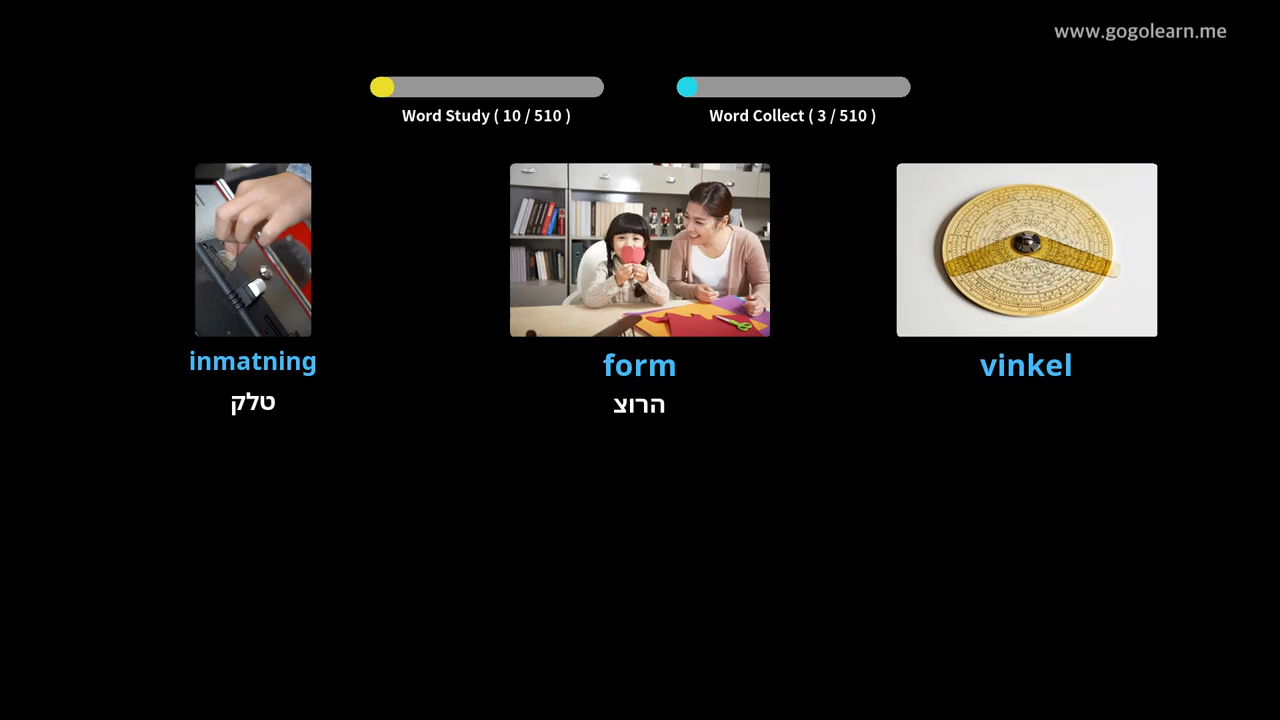 www.gogolearn.me
Word Study ( 10 / 510 )
Word Collect ( 3 / 510 )
inmatning
טלק
form
הרוצ
vinkel